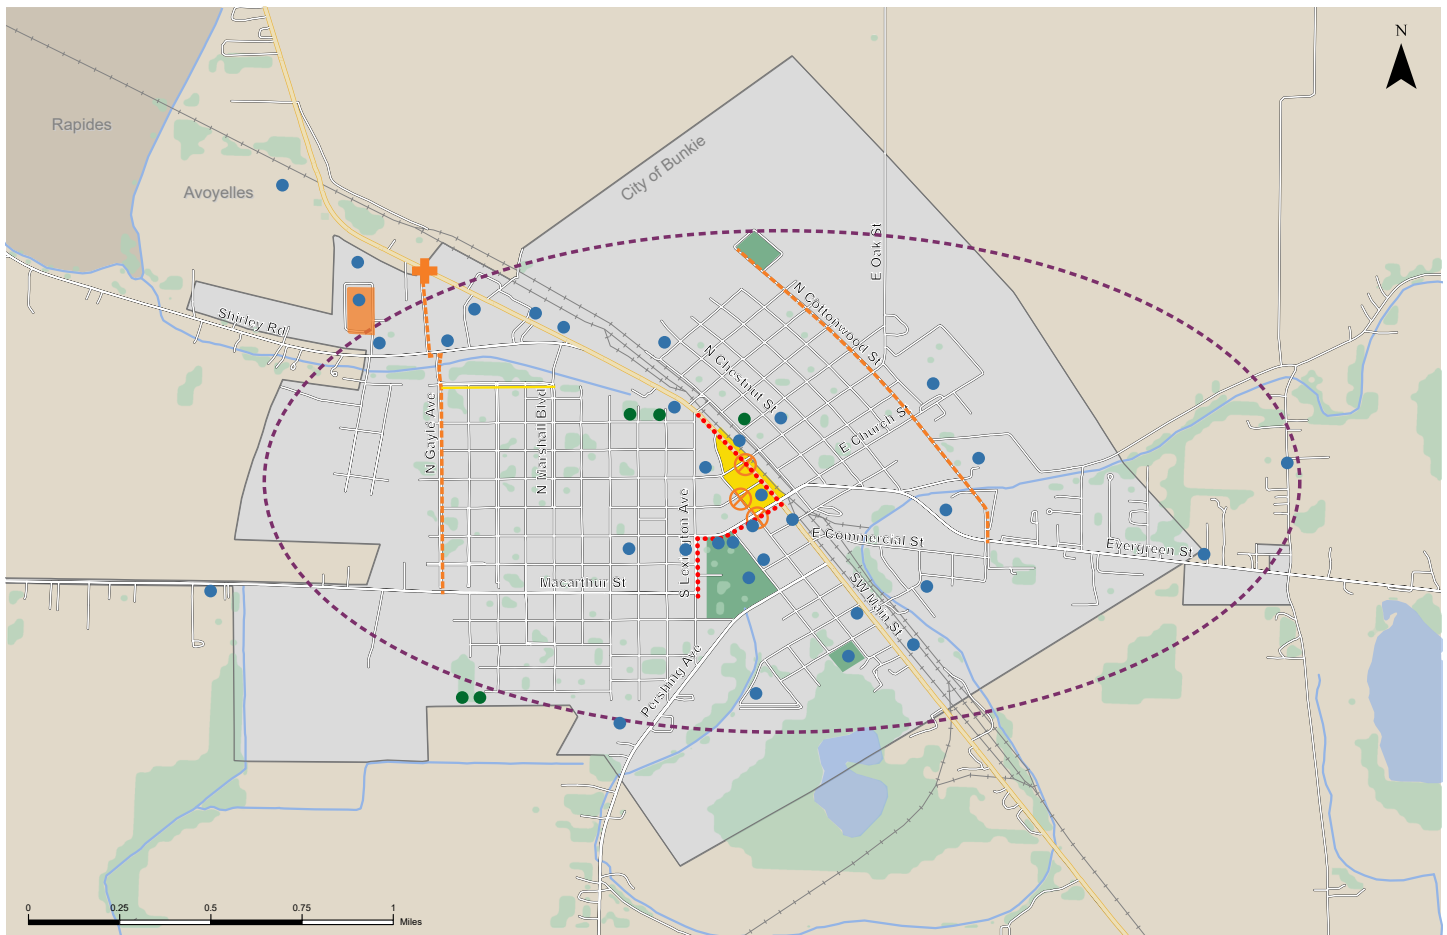 N
Rapides
City of Bunkie
Avoyelles
E Oak St
Shirley Rd
N Cottonwood St
N Chestnut St
N Gayle Ave
N Marshall Blvd
E Church St
S Lexington Ave
E Commercial St
Evergreen St
Macarthur St
SW Main St
Pershing Ave
0 0.25 0.5 0.75 1
Miles